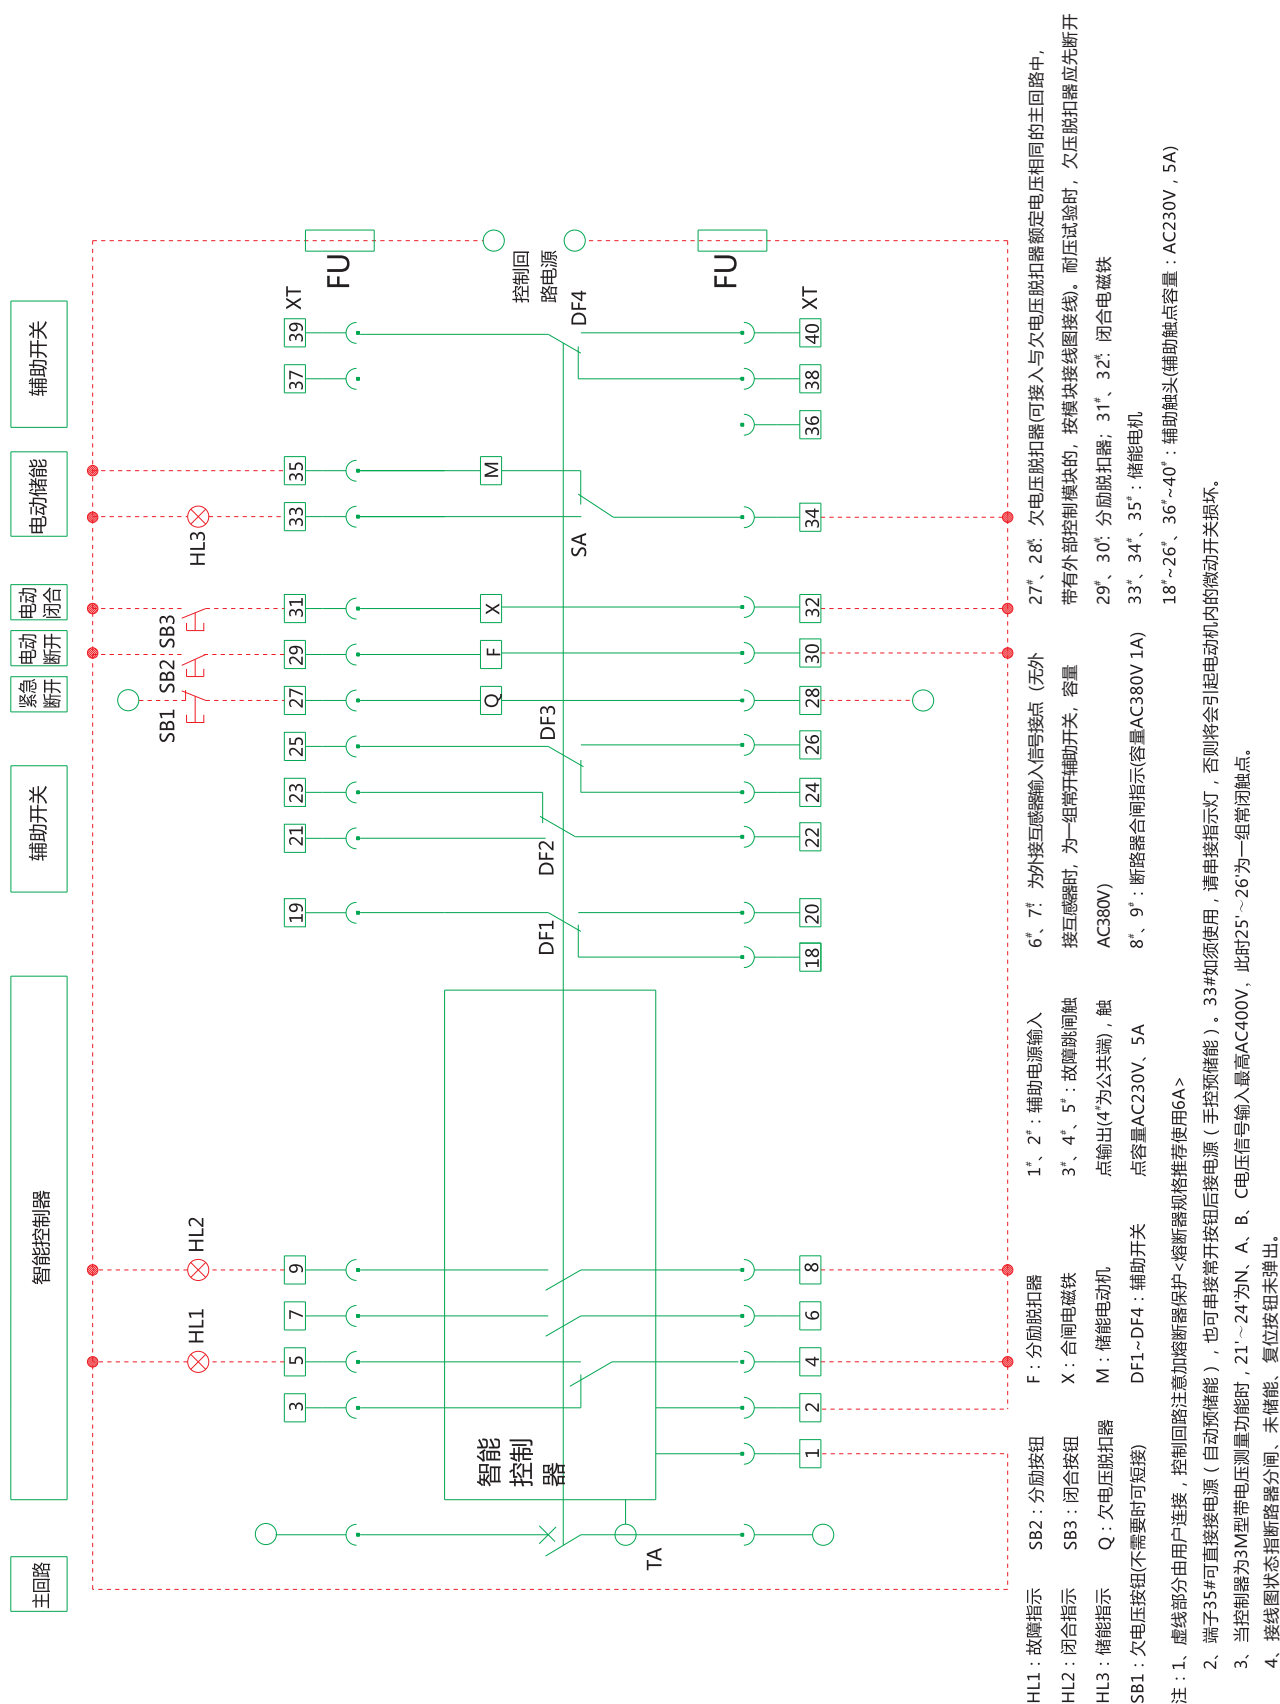 主回路
智能控制器
辅助开关
紧急
断开
电动
断开
电动
闭合
电动储能
辅助开关
HL1
HL2
SB1
SB2
SB3
HL3
3
5
7
9
19
21
23
25
27
29
31
33
35
37
39
XT
FU
智能
控制
器
Q
F
X
M
控制回
路电源
TA
DF1
DF2
DF3
SA
DF4
FU
1
2
4
6
8
18
20
22
24
26
28
30
32
34
36
38
40
XT
HL1：故障指示
HL2：闭合指示
HL3：储能指示
SB1：欠电压按钮(不需要时可短接)
SB2：分励按钮
SB3：闭合按钮
Q：欠电压脱扣器
F：分励脱扣器
X：合闸电磁铁
M：储能电动机
DF1~DF4：辅助开关
1#、2#：辅助电源输入
3#、4#、5#：故障跳闸触
点输出(4#为公共端)，触
点容量AC230V、5A
6#、7#：为外接互感器输入信号接点（无外
接互感器时，为一组常开辅助开关，容量
AC380V）
8#、9#：断路器合闸指示(容量AC380V 1A)
27#、28#：欠电压脱扣器(可接入与欠电压脱扣器额定电压相同的主回路中，
带有外部控制模块的，按模块接线图接线)。耐压试验时，欠压脱扣器应先断开
29#、30#：分励脱扣器；31#、32#：闭合电磁铁
33#、34#、35#：储能电机
18#~26#、36#~40#：辅助触头(辅助触点容量：AC230V，5A)
注：1、虚线部分由用户连接，控制回路注意加熔断器保护<熔断器规格推荐使用6A>
2、端子35#可直接接电源（自动预储能），也可串接常开按钮后接电源（手控预储能）。33#如须使用，请串接指示灯，否则将会引起电动机内的微动开关损坏。
3、当控制器为3M型带电压测量功能时，21'～24'为N、A、B、C电压信号输入最高AC400V，此时25'～26'为一组常闭触点。
4、接线图状态指断路器分闸、未储能、复位按钮未弹出。